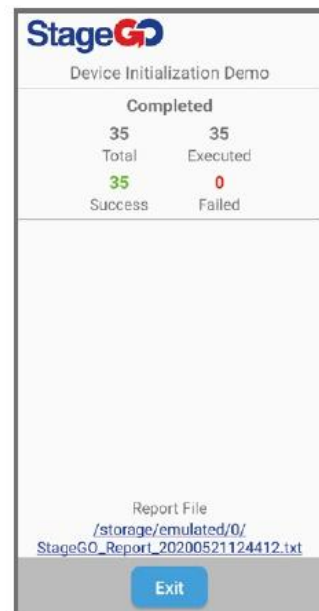 StageGO
Device Initialization Demo
Completed
35 35
Total Executed
35 0
Success Failed
Report File
/storage/emulated/0/
StageGO_Report_20200521124412.txt
Exit